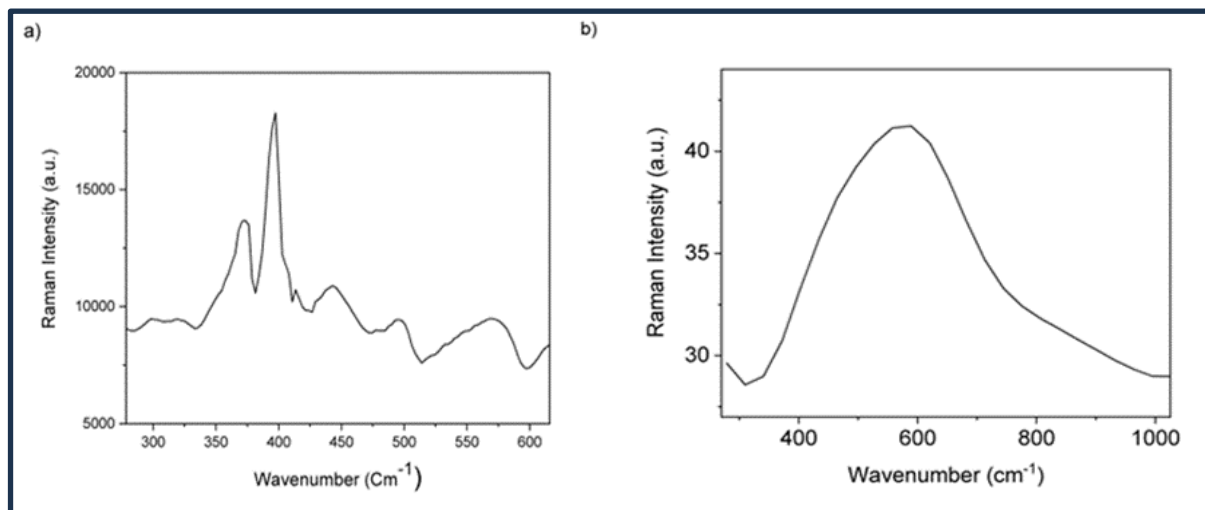 a)
20000
15000
10000
5000
Raman Intensity (a.u.)
300 350 400 450 500 550 600
Wavenumber (Cm⁻¹)
b)
40
35
30
Raman Intensity (a.u.)
400 600 800 1000
Wavenumber (cm⁻¹)